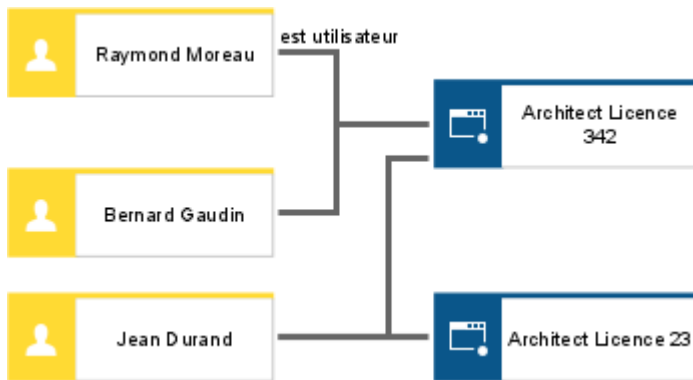 Raymond Moreau
est utilisateur
Architect Licence
342
Bernard Gaudin
Jean Durand
Architect Licence 23